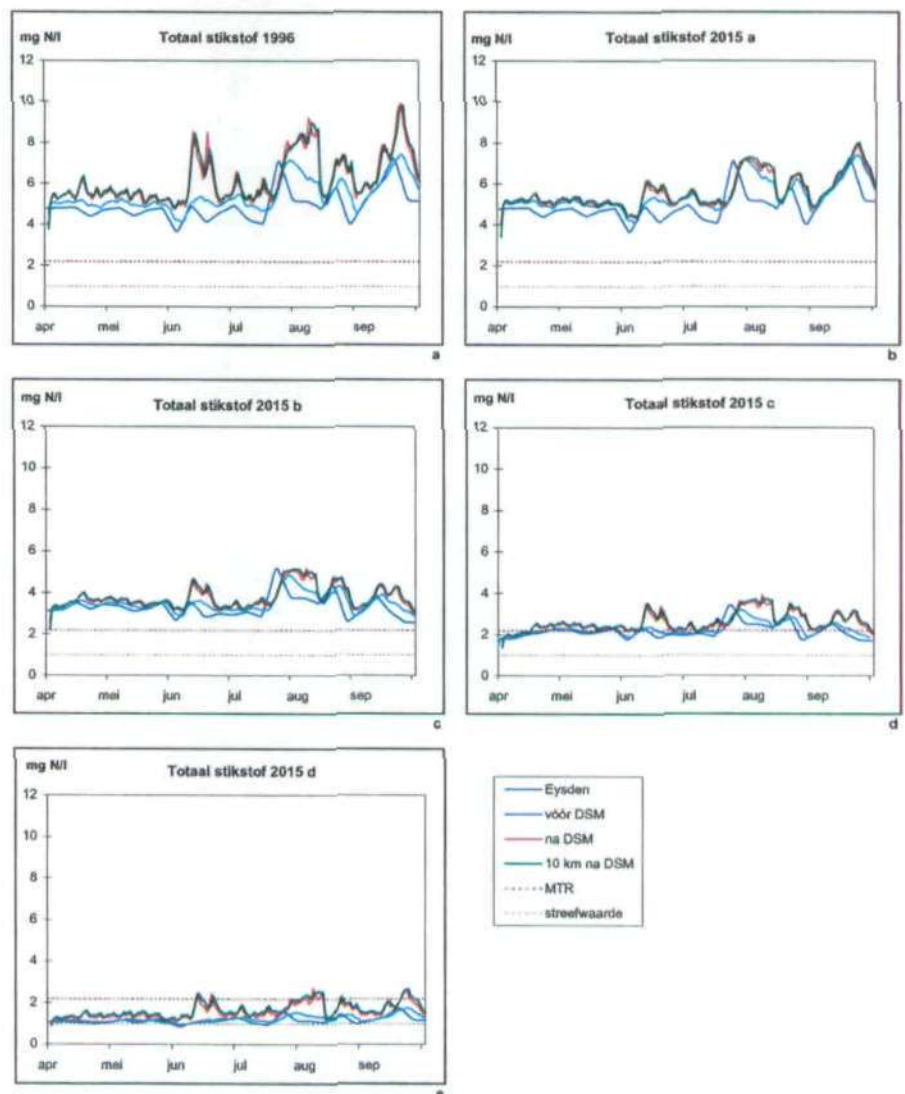 mg N/l
Totaal stikstof 1996
12
10
8
6
4
2
0
apr mei jun jul aug sep
a
mg N/l
Totaal stikstof 2015 a
12
10
8
6
4
2
0
apr mei jun jul aug sep
b
mg N/l
Totaal stikstof 2015 b
12
10
8
6
4
2
0
apr mei jun jul aug sep
c
mg N/l
Totaal stikstof 2015 c
12
10
8
6
4
2
0
apr mei jun jul aug sep
d
mg N/l
Totaal stikstof 2015 d
12
10
8
6
4
2
0
apr mei jun jul aug sep
Eysden
vóór DSM
na DSM
10 km na DSM
MTR
streefwaarde